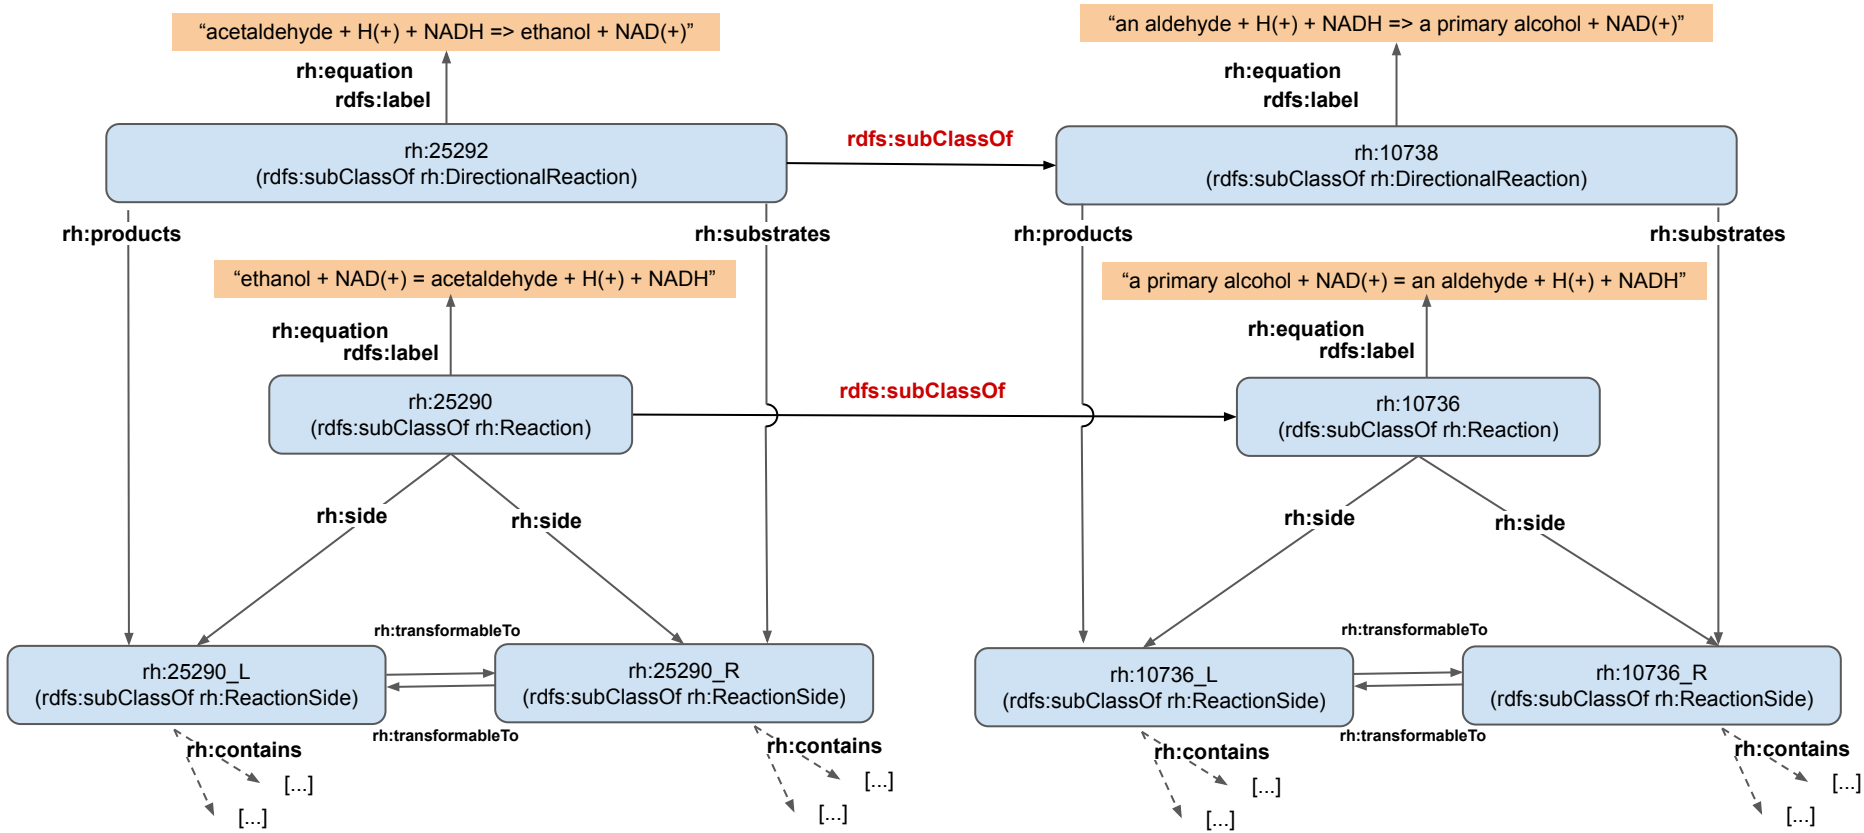 “acetaldehyde + H(+) + NADH => ethanol + NAD(+)”
“an aldehyde + H(+) + NADH => a primary alcohol + NAD(+)”
rh:equation
rdfs:label
rh:equation
rdfs:label
rh:25292
(rdfs:subClassOf rh:DirectionalReaction)
rdfs:subClassOf
rh:10738
(rdfs:subClassOf rh:DirectionalReaction)
rh:products
rh:substrates
rh:products
rh:substrates
“ethanol + NAD(+) = acetaldehyde + H(+) + NADH”
“a primary alcohol + NAD(+) = an aldehyde + H(+) + NADH”
rh:equation
rdfs:label
rh:equation
rdfs:label
rh:25290
(rdfs:subClassOf rh:Reaction)
rdfs:subClassOf
rh:10736
(rdfs:subClassOf rh:Reaction)
rh:side
rh:side
rh:side
rh:side
rh:transformableTo
rh:transformableTo
rh:25290_L
(rdfs:subClassOf rh:ReactionSide)
rh:25290_R
(rdfs:subClassOf rh:ReactionSide)
rh:10736_L
(rdfs:subClassOf rh:ReactionSide)
rh:10736_R
(rdfs:subClassOf rh:ReactionSide)
rh:transformableTo
rh:transformableTo
rh:contains
rh:contains
rh:contains
rh:contains
[...]
[...]
[...]
[...]
[...]
[...]
[...]
[...]